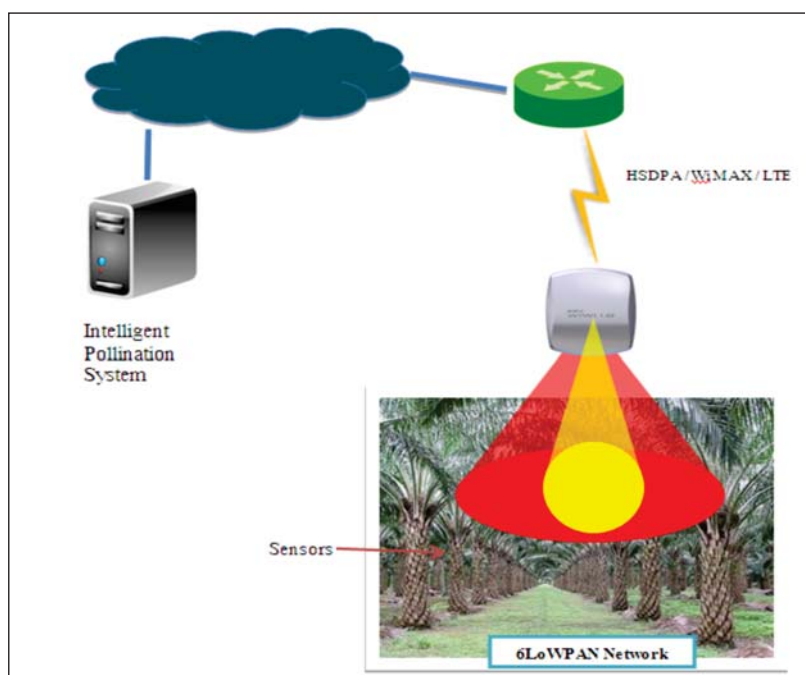 HSDPA / WiMAX / LTE
Intelligent
Pollination
System
Sensors
6LoWPAN Network